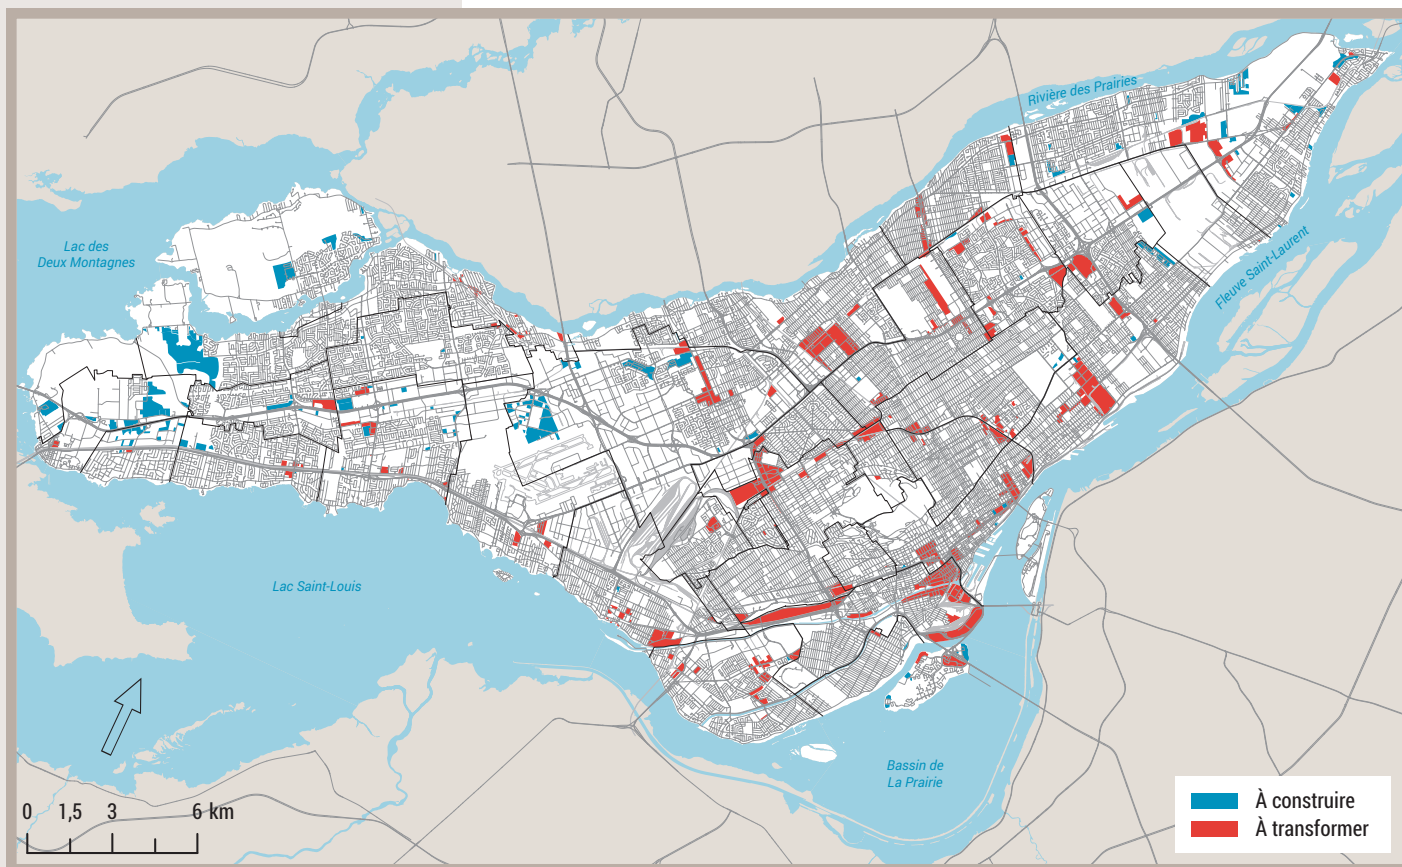 Rivière des Prairies
Lac des
Deux Montagnes
Fleuve Saint-Laurent
Lac Saint-Louis
Bassin de
La Prairie
0 1,5 3 6 km
À construire
À transformer